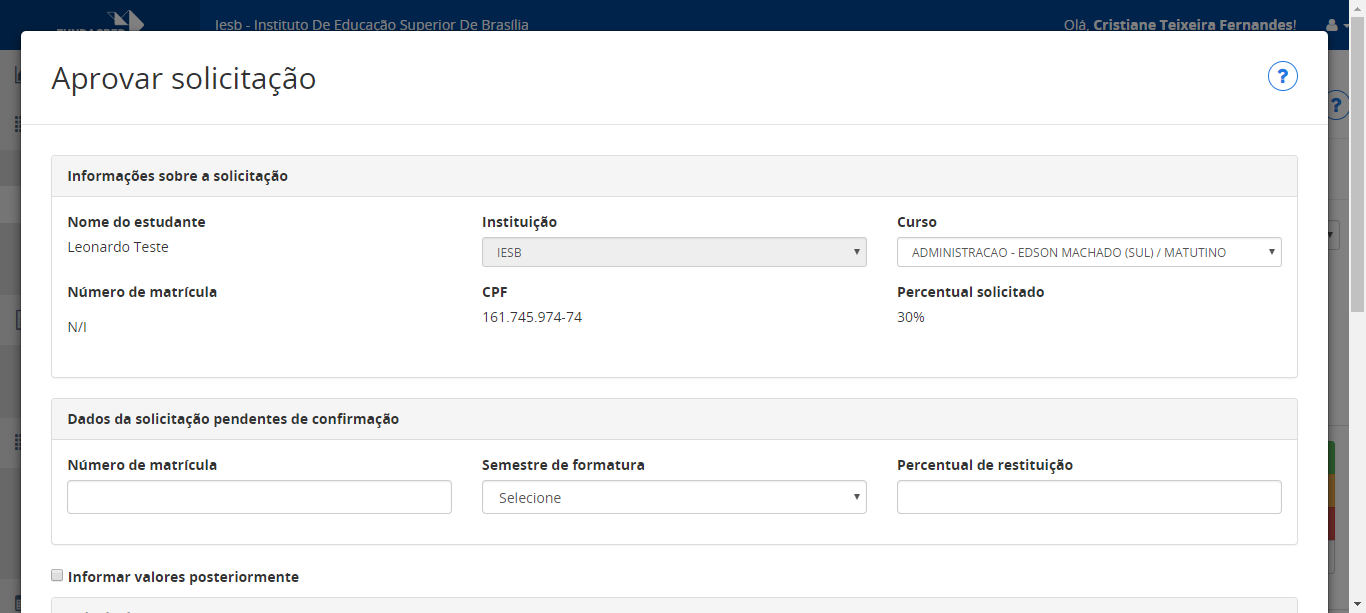 Iesb - Instituto De Educação Superior De Brasília
Olá, Cristiane Teixeira Fernandes!
Aprovar solicitação
?
?
Informações sobre a solicitação
Nome do estudante
Leonardo Teste
Instituição
IESB
Curso
ADMINISTRACAO - EDSON MACHADO (SUL) / MATUTINO
Número de matrícula
N/I
CPF
161.745.974-74
Percentual solicitado
30%
Dados da solicitação pendentes de confirmação
Número de matrícula
Semestre de formatura
Selecione
Percentual de restituição
Informar valores posteriormente